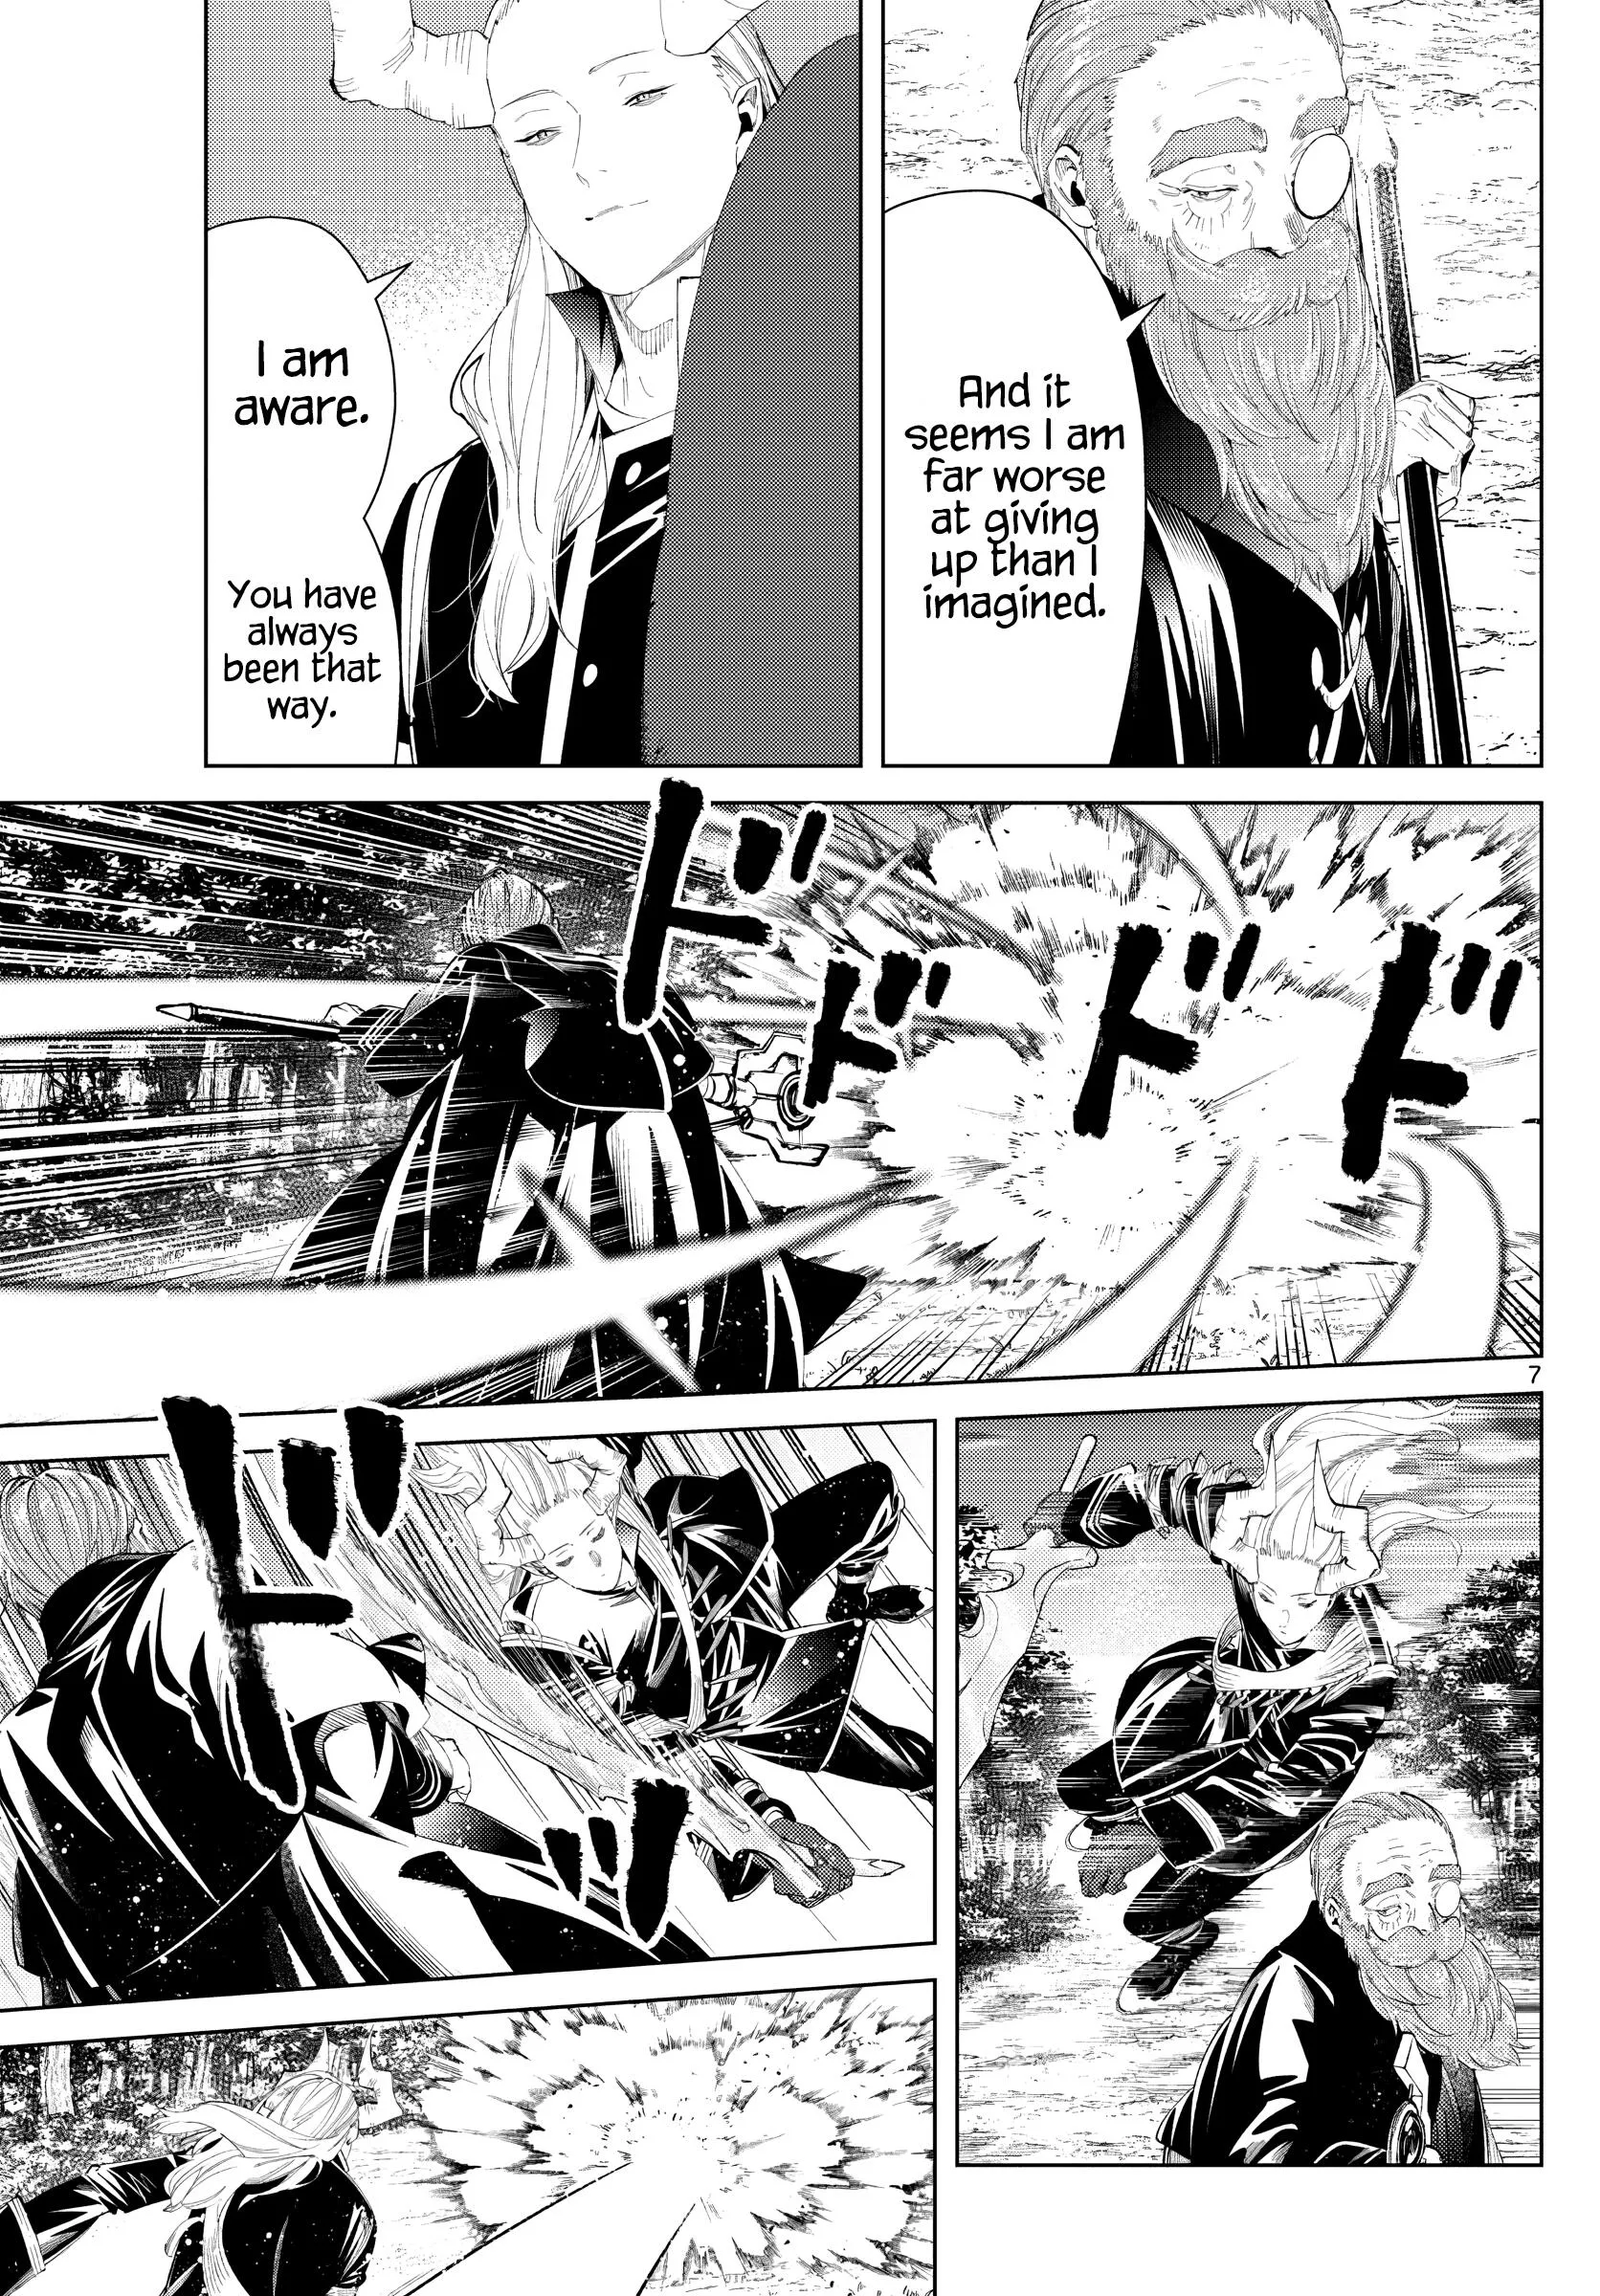 And it
seems I am
far worse
at giving
up than I
imagined.
I am
aware.
You have
always
been that
way.
ドドドド
7
ドッ